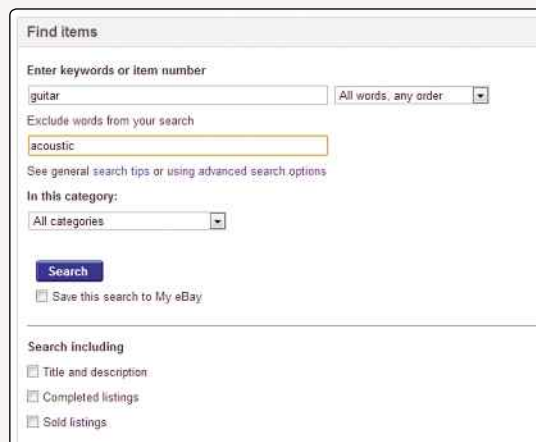 Find items
Enter keywords or item number
guitar All words, any order
Exclude words from your search
acoustic
See general search tips or using advanced search options
In this category:
All categories
Search
Save this search to My eBay
Search including
Title and description
Completed listings
Sold listings